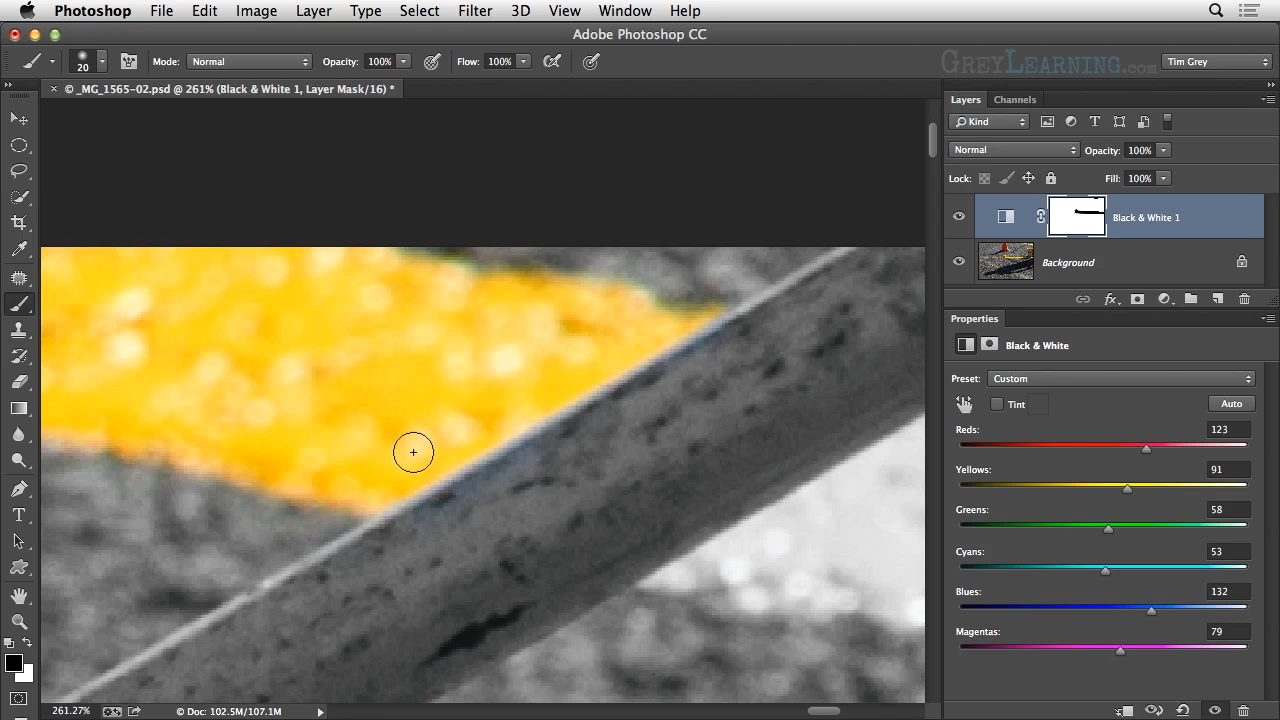 Photoshop File Edit Image Layer Type Select Filter 3D View Window Help
Adobe Photoshop CC
20 Mode: Normal Opacity: 100% Flow: 100% GREYLEARNING.com Tim Grey
© _MG_1565-02.psd @ 261% (Black & White 1, Layer Mask/16) *
Layers Channels
Kind
Normal Opacity: 100%
Lock: Fill: 100%
Black & White 1
Background
Properties
Black & White
Preset: Custom
Tint Auto
Reds: 123
Yellows: 91
Greens: 58
Cyans: 53
Blues: 132
Magentas: 79
261.27% © Doc: 102.5M/107.1M